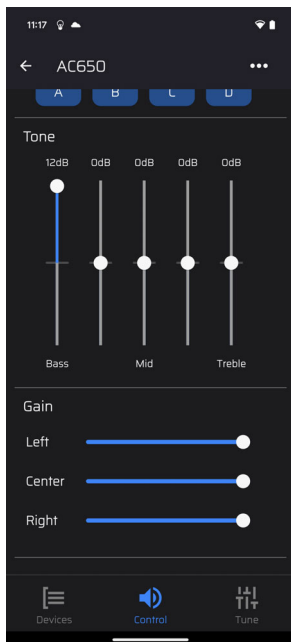 11:17
AC650
A B C D
Tone
12dB 0dB 0dB 0dB 0dB
Bass Mid Treble
Gain
Left
Center
Right
Devices Control Tune